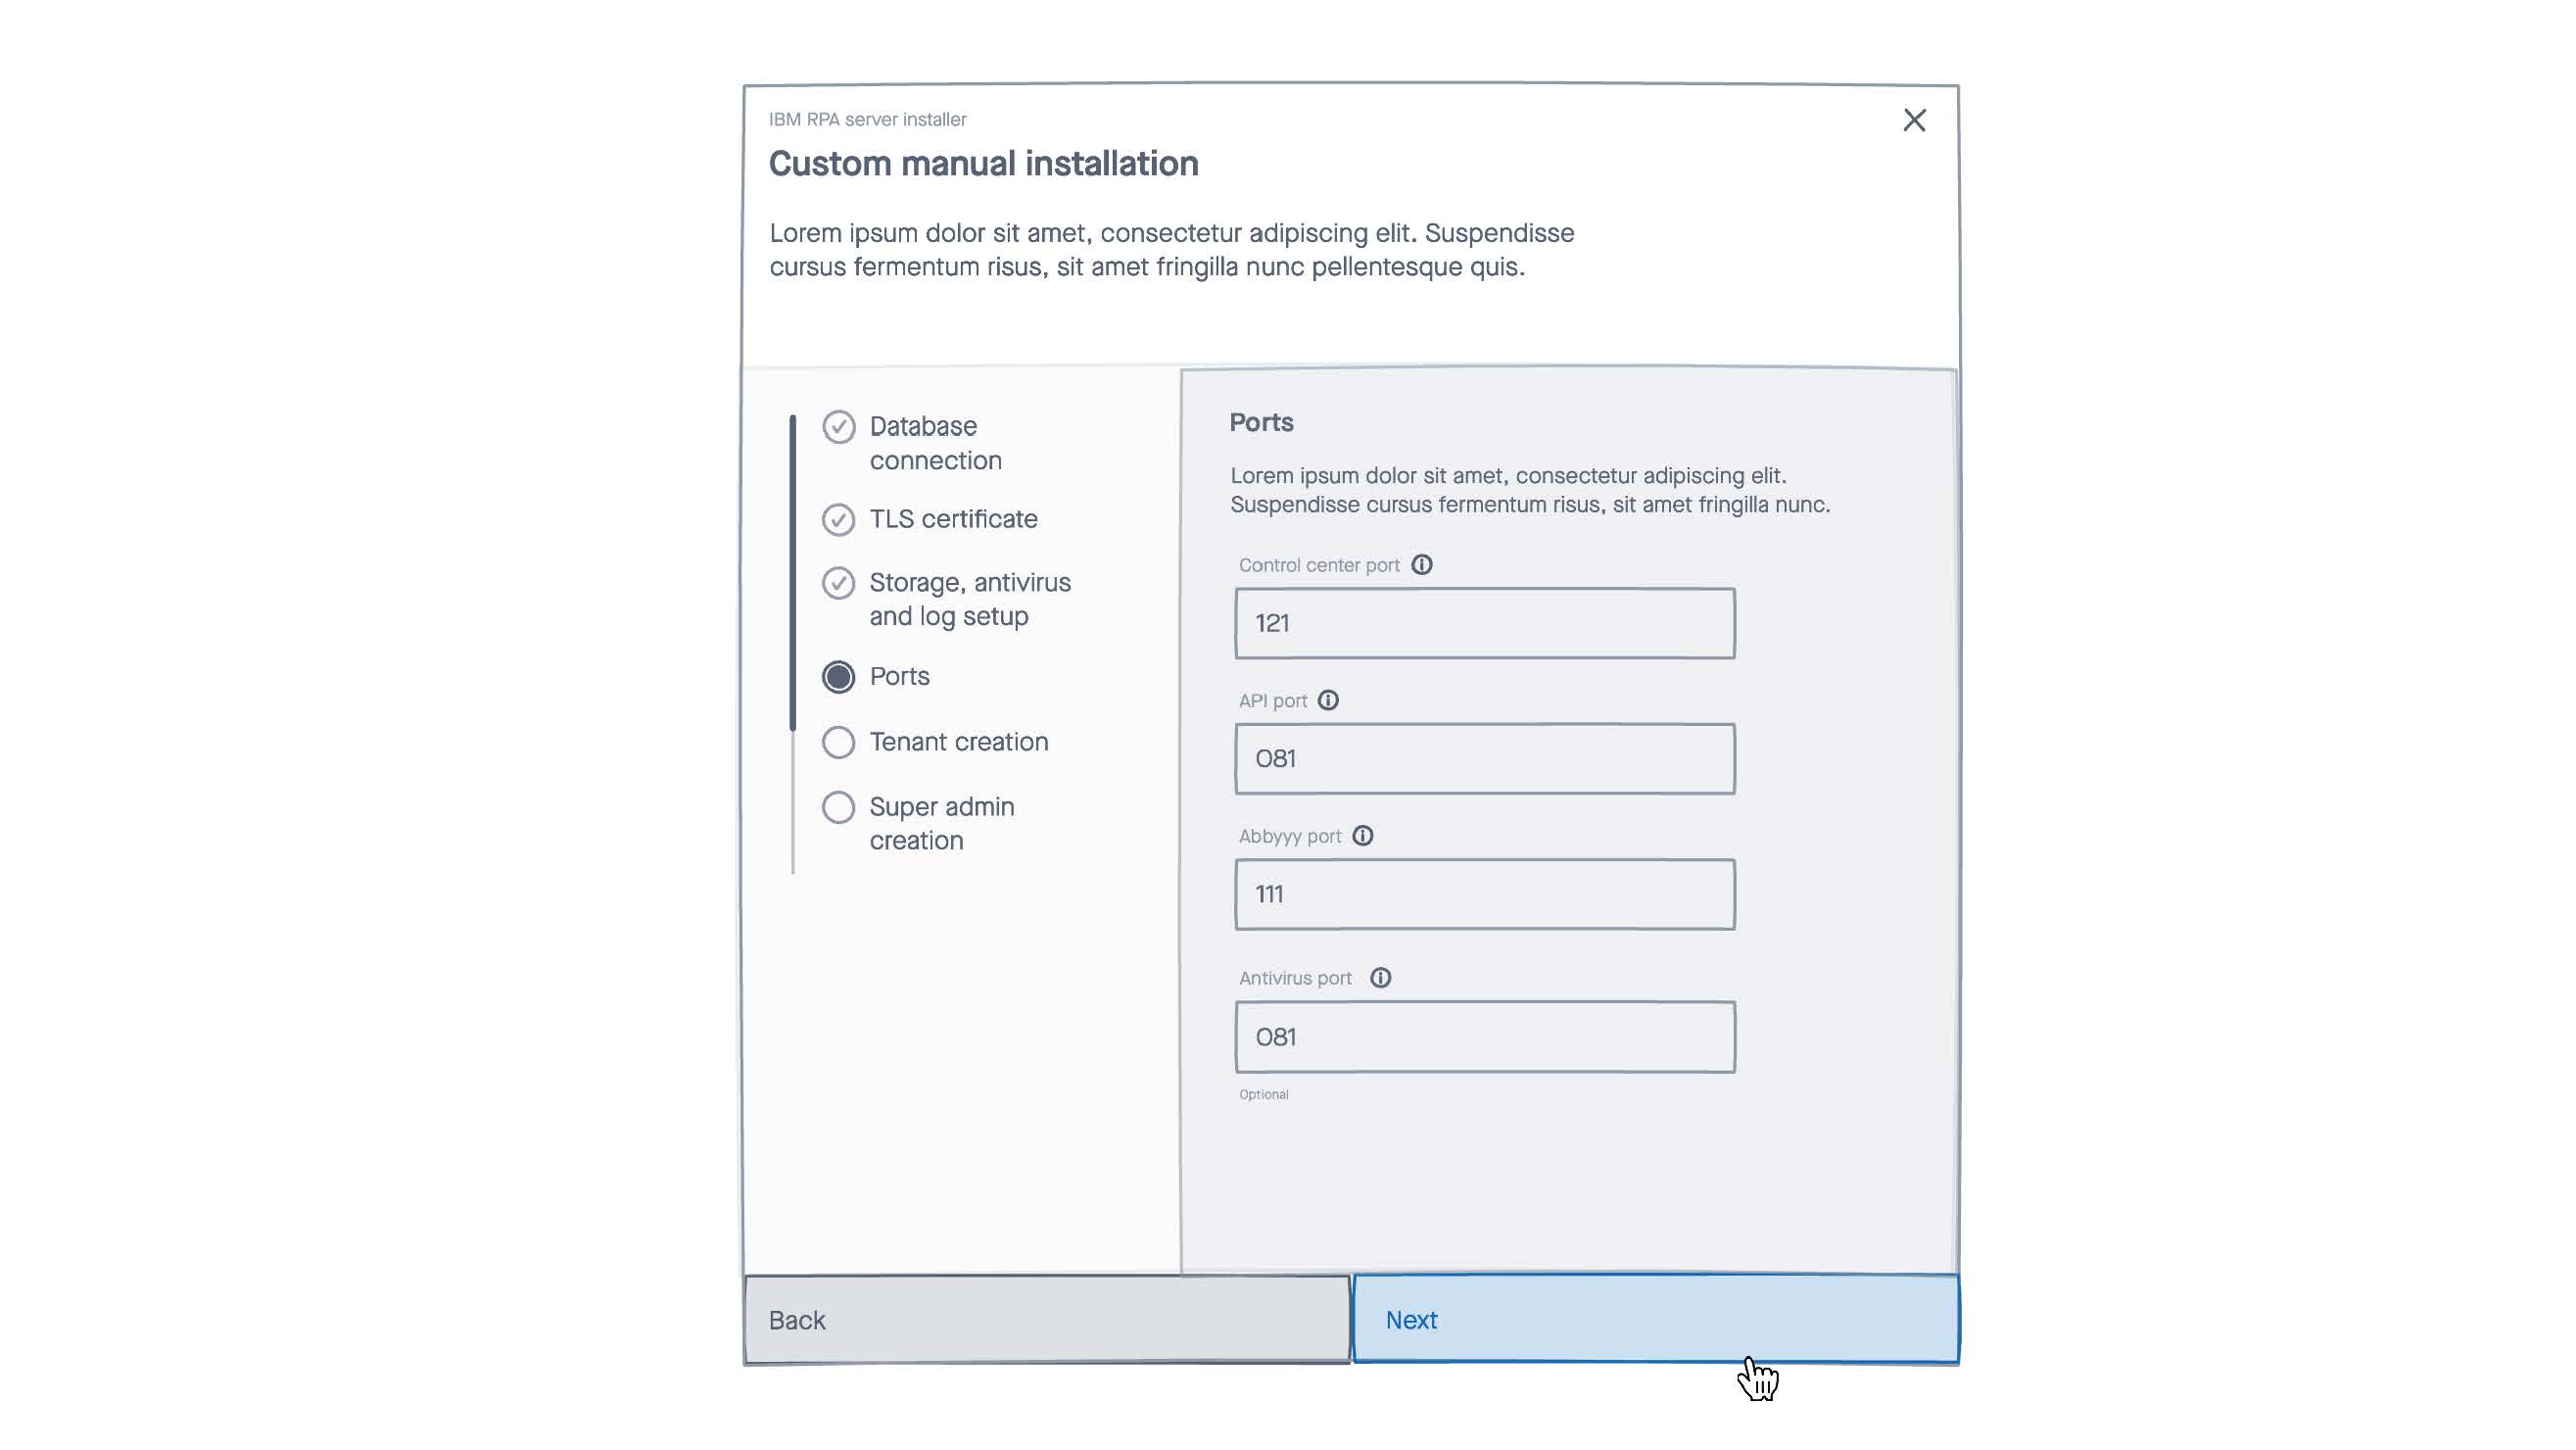 IBM RPA server installer
Custom manual installation
Lorem ipsum dolor sit amet, consectetur adipiscing elit. Suspendisse
cursus fermentum risus, sit amet fringilla nunc pellentesque quis.
Database
connection
TLS certificate
Storage, antivirus
and log setup
Ports
Tenant creation
Super admin
creation
Ports
Lorem ipsum dolor sit amet, consectetur adipiscing elit.
Suspendisse cursus fermentum risus, sit amet fringilla nunc.
Control center port
121
API port
081
Abbyyy port
111
Antivirus port
081
Optional
Back
Next